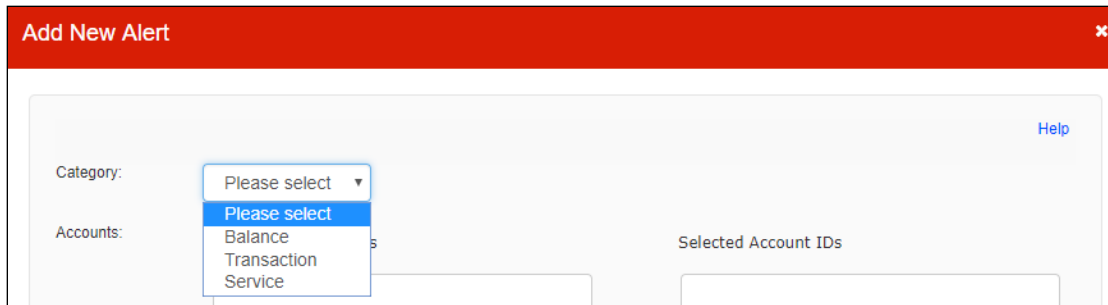 Add New Alert
Help
Category:
Please select
Please select
Balance
Transaction
Service
Accounts:
s
Selected Account IDs